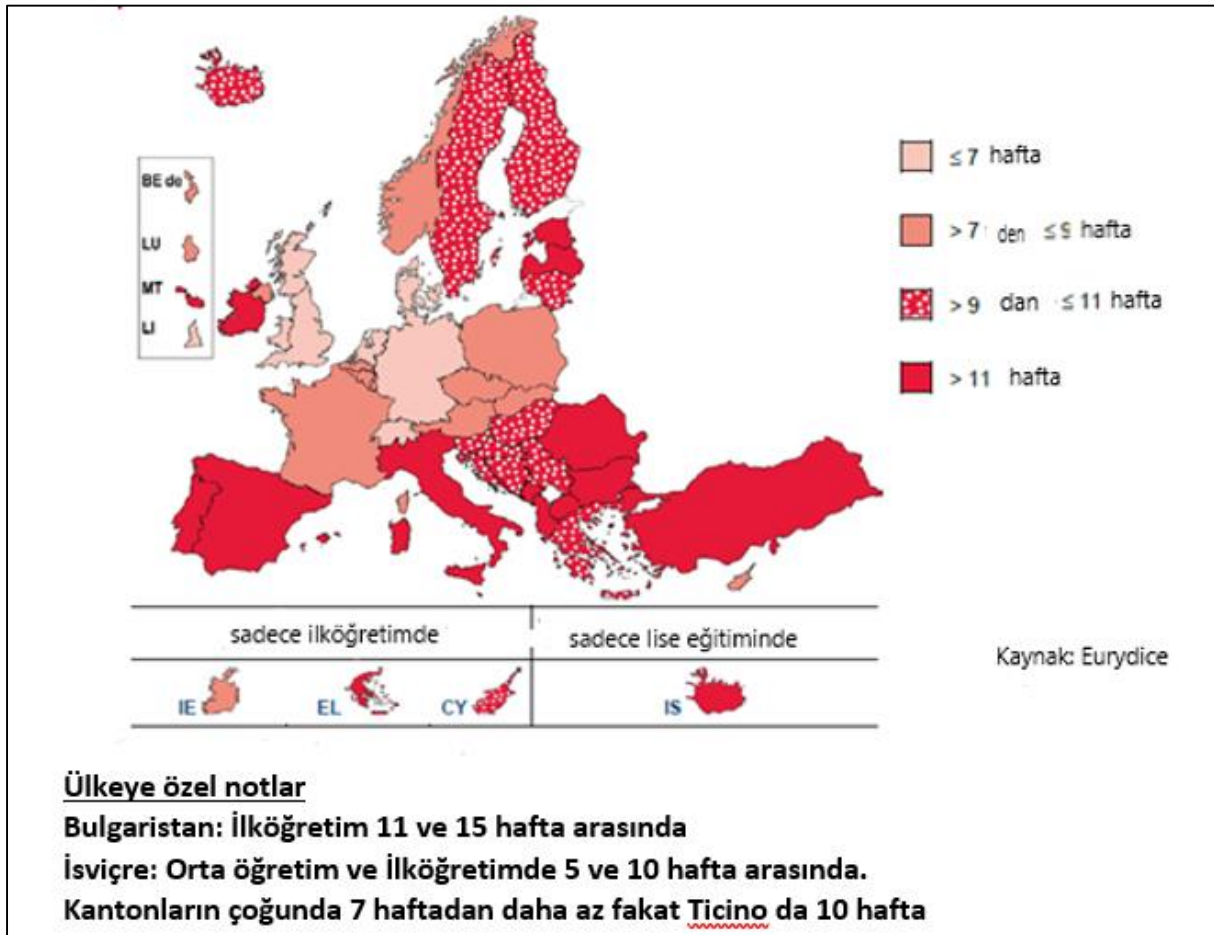 BE de
LU
MT
LI
≤ 7 hafta
> 7 den ≤ 9 hafta
> 9 dan ≤ 11 hafta
> 11 hafta
sadece ilköğretimde
sadece lise eğitiminde
IE
EL
CY
IS
Kaynak: Eurydice
Ülkeye özel notlar
Bulgaristan: İlköğretim 11 ve 15 hafta arasında
İsviçre: Orta öğretim ve İlköğretimde 5 ve 10 hafta arasında.
Kantonların çoğunda 7 haftadan daha az fakat Ticino da 10 hafta